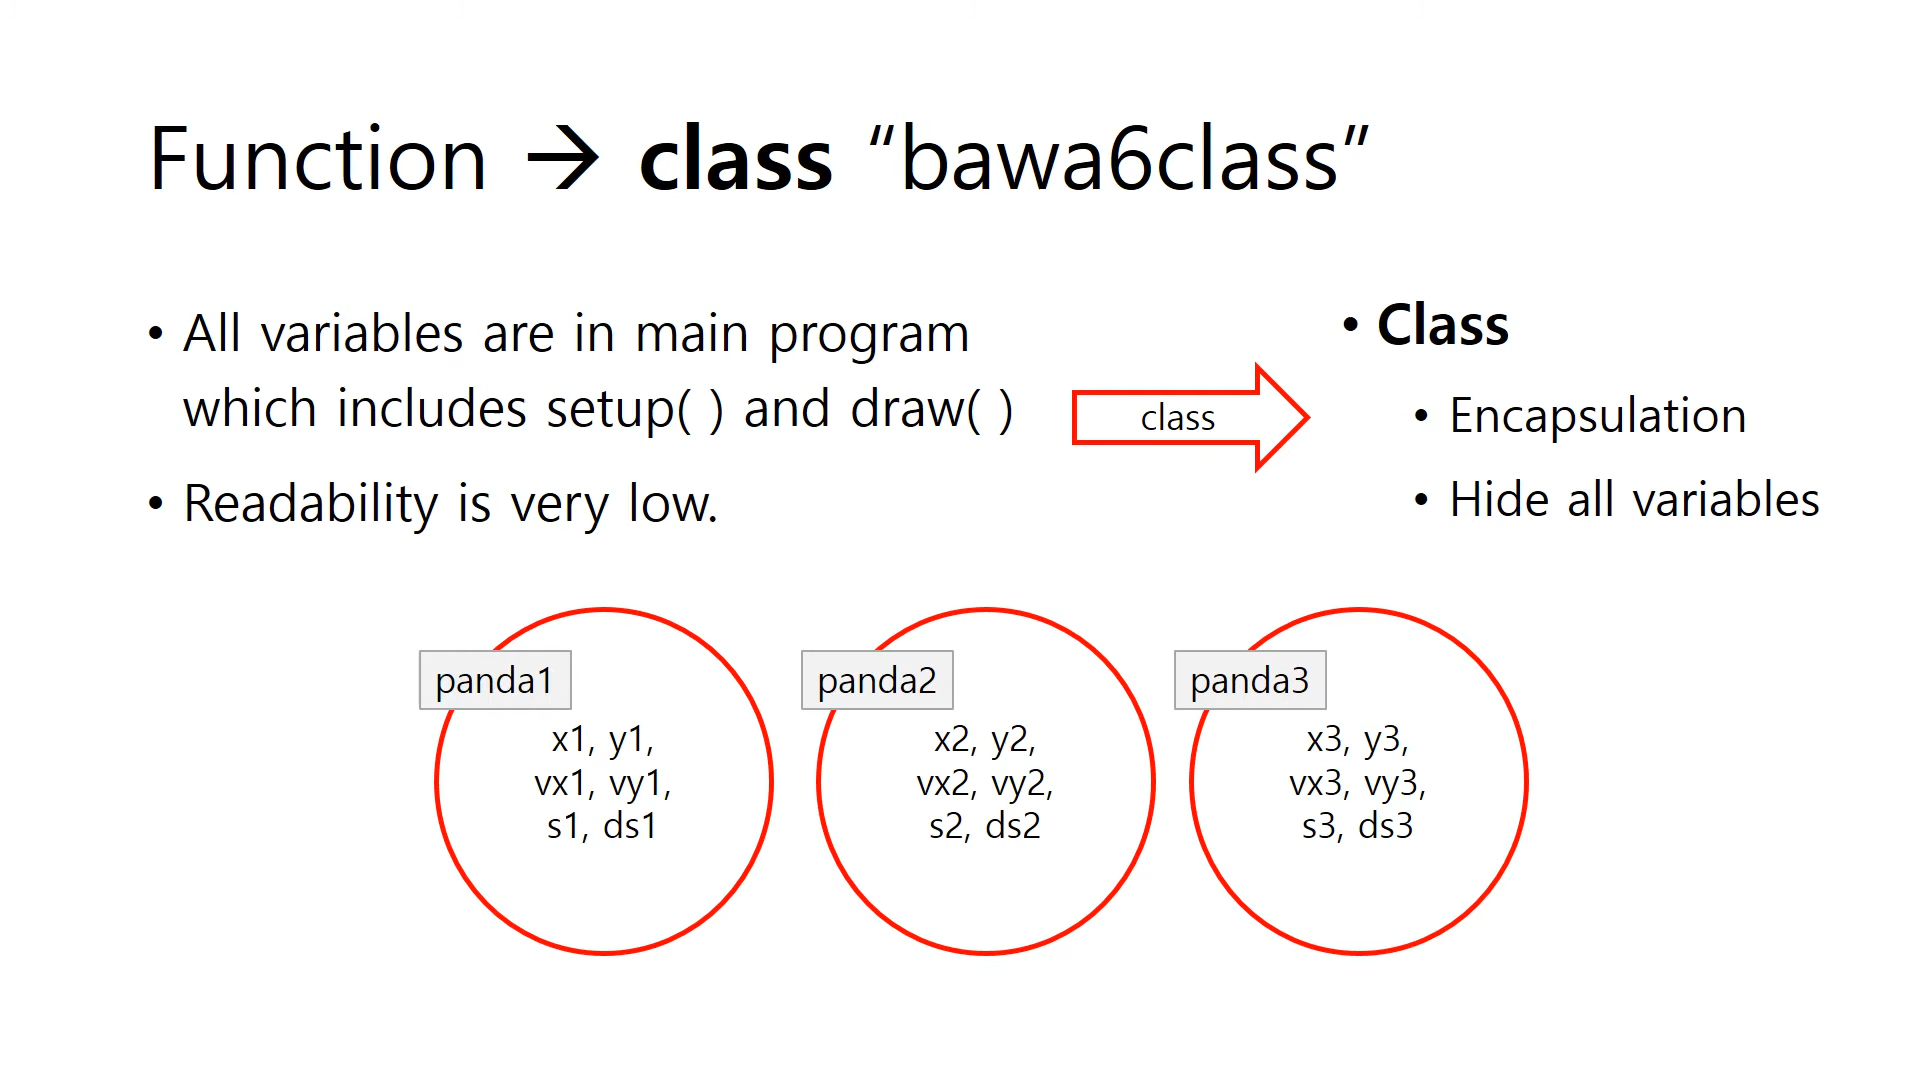 Function → class “bawa6class”
• All variables are in main program
which includes setup( ) and draw( )
• Readability is very low.
class
• Class
• Encapsulation
• Hide all variables
panda1
x1, y1,
vx1, vy1,
s1, ds1
panda2
x2, y2,
vx2, vy2,
s2, ds2
panda3
x3, y3,
vx3, vy3,
s3, ds3